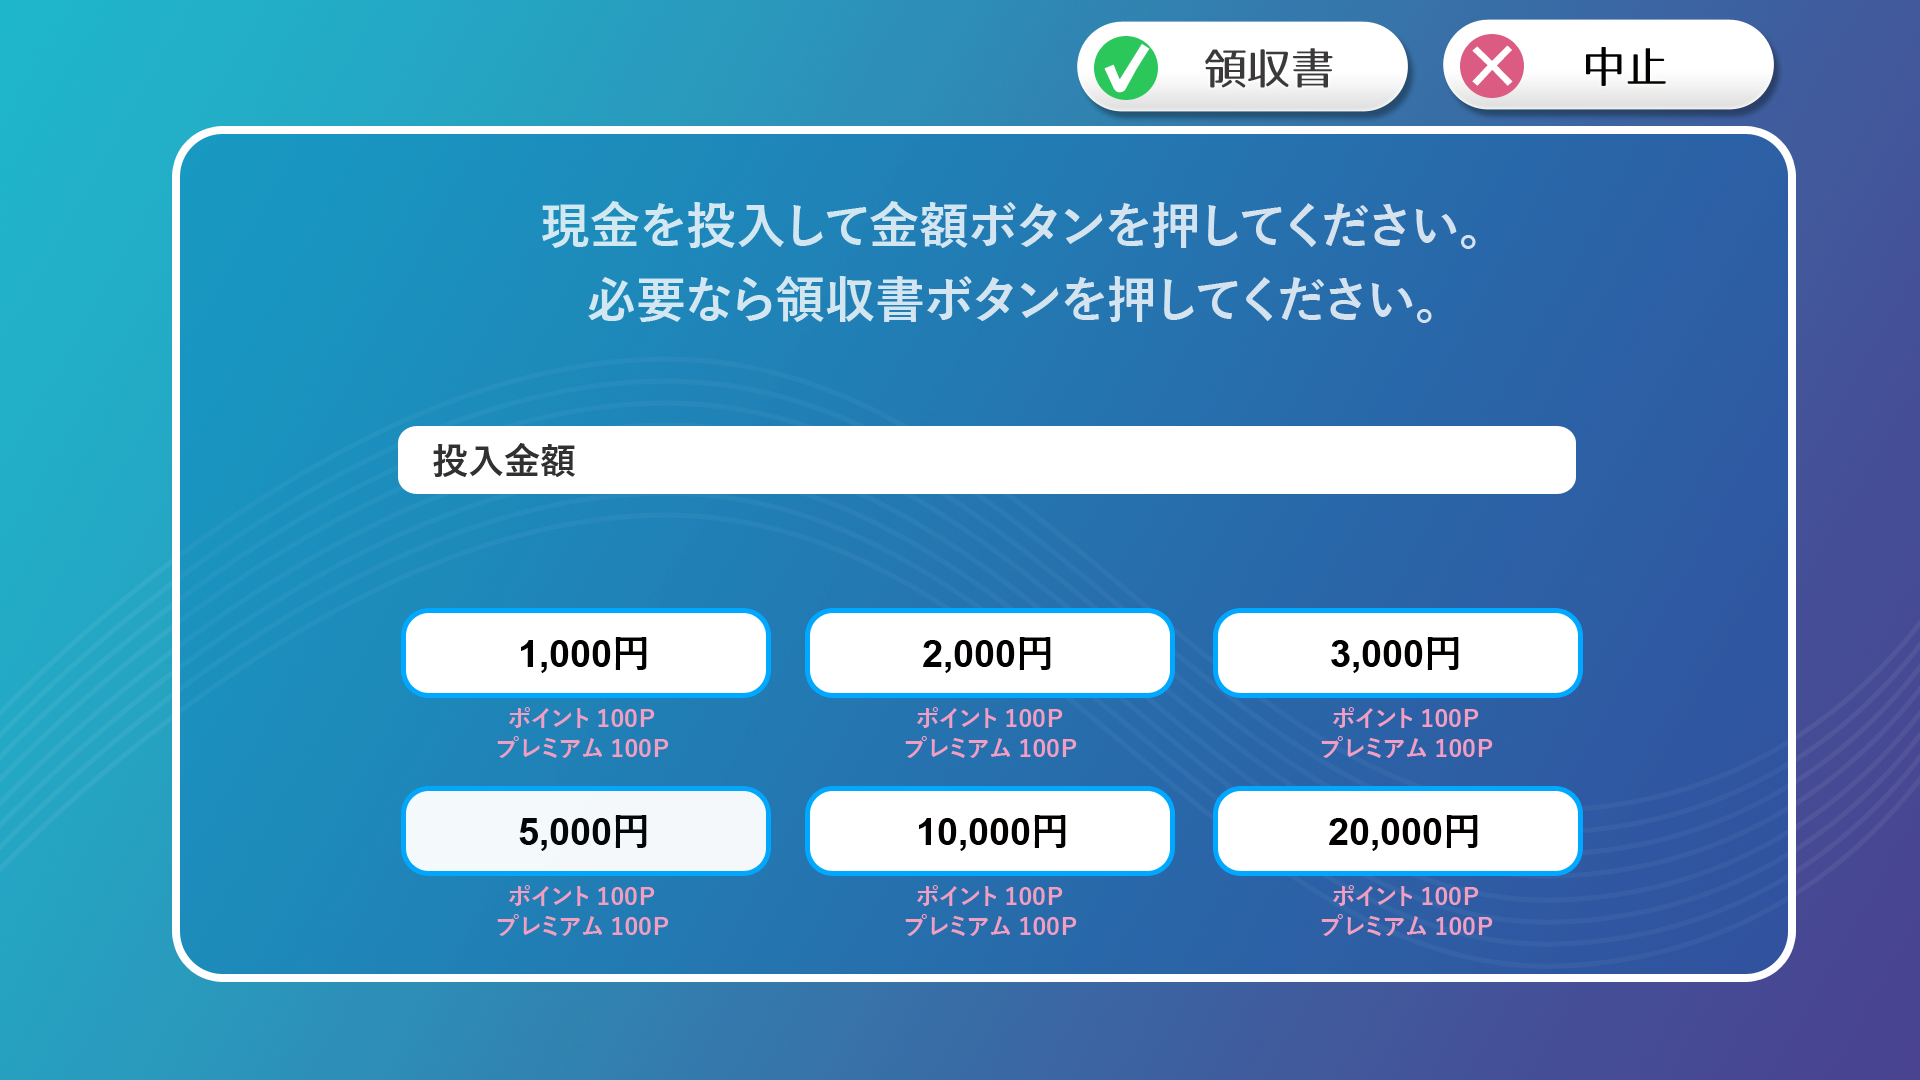 領収書
中止
現金を投入して金額ボタンを押してください。
必要なら領収書ボタンを押してください。
投入金額
1,000円
2,000円
3,000円
ポイント 100P
プレミアム 100P
ポイント 100P
プレミアム 100P
ポイント 100P
プレミアム 100P
5,000円
10,000円
20,000円
ポイント 100P
プレミアム 100P
ポイント 100P
プレミアム 100P
ポイント 100P
プレミアム 100P